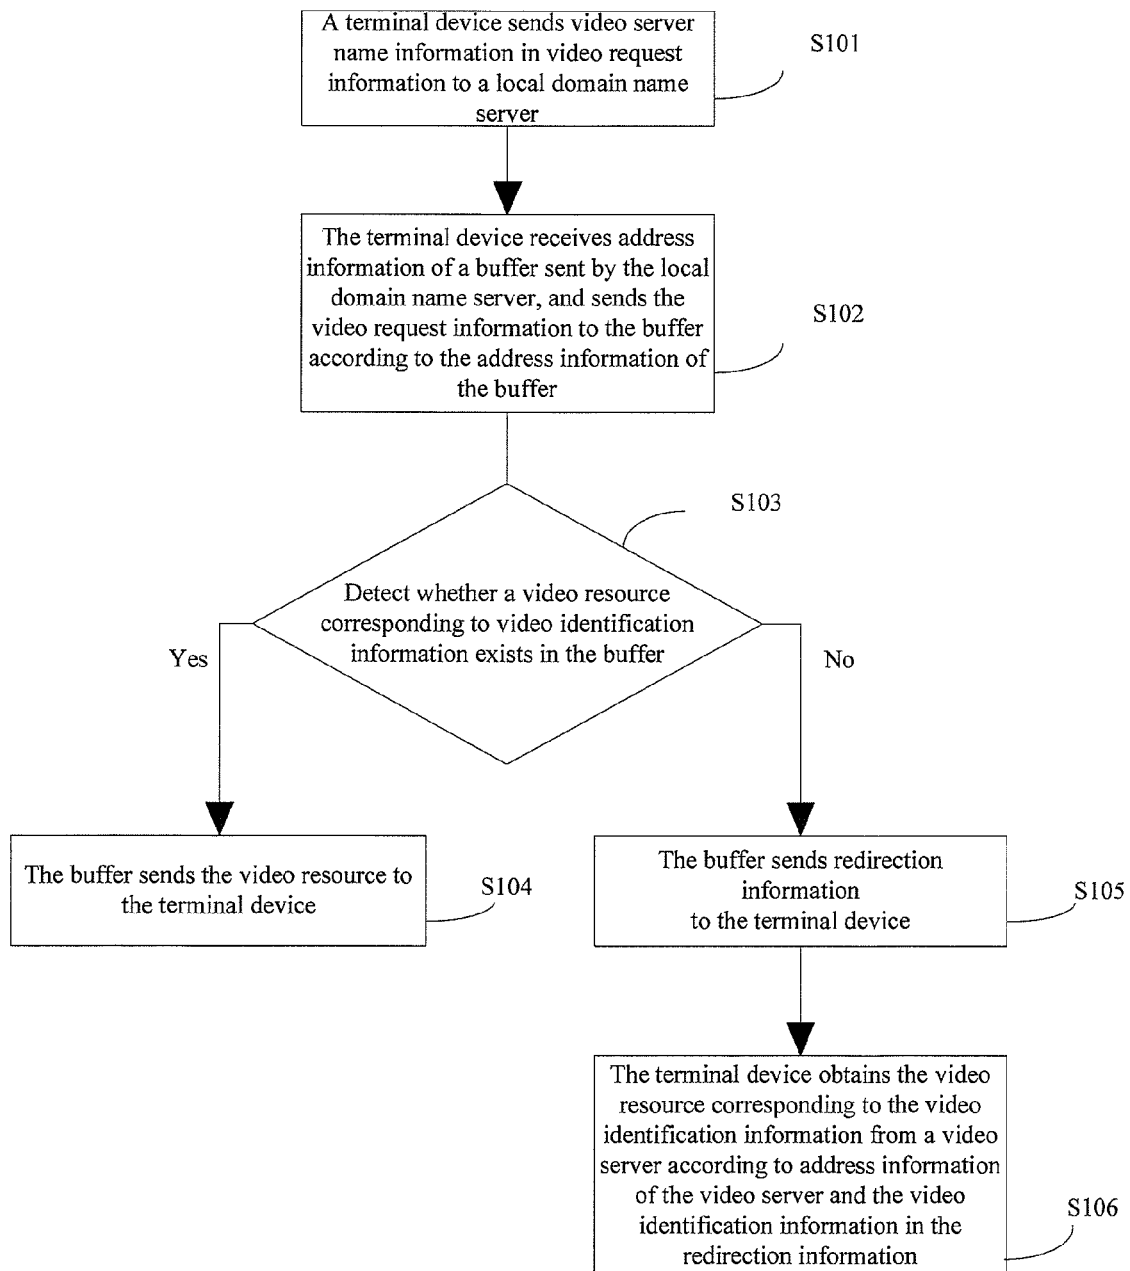 A terminal device sends video server
name information in video request
information to a local domain name
server
S101
The terminal device receives address
information of a buffer sent by the local
domain name server, and sends the
video request information to the buffer
according to the address information of
the buffer
S102
S103
Detect whether a video resource
corresponding to video identification
information exists in the buffer
Yes
No
The buffer sends the video resource to
the terminal device
S104
The buffer sends redirection
information
to the terminal device
S105
The terminal device obtains the video
resource corresponding to the video
identification information from a video
server according to address information
of the video server and the video
identification information in the
redirection information
S106